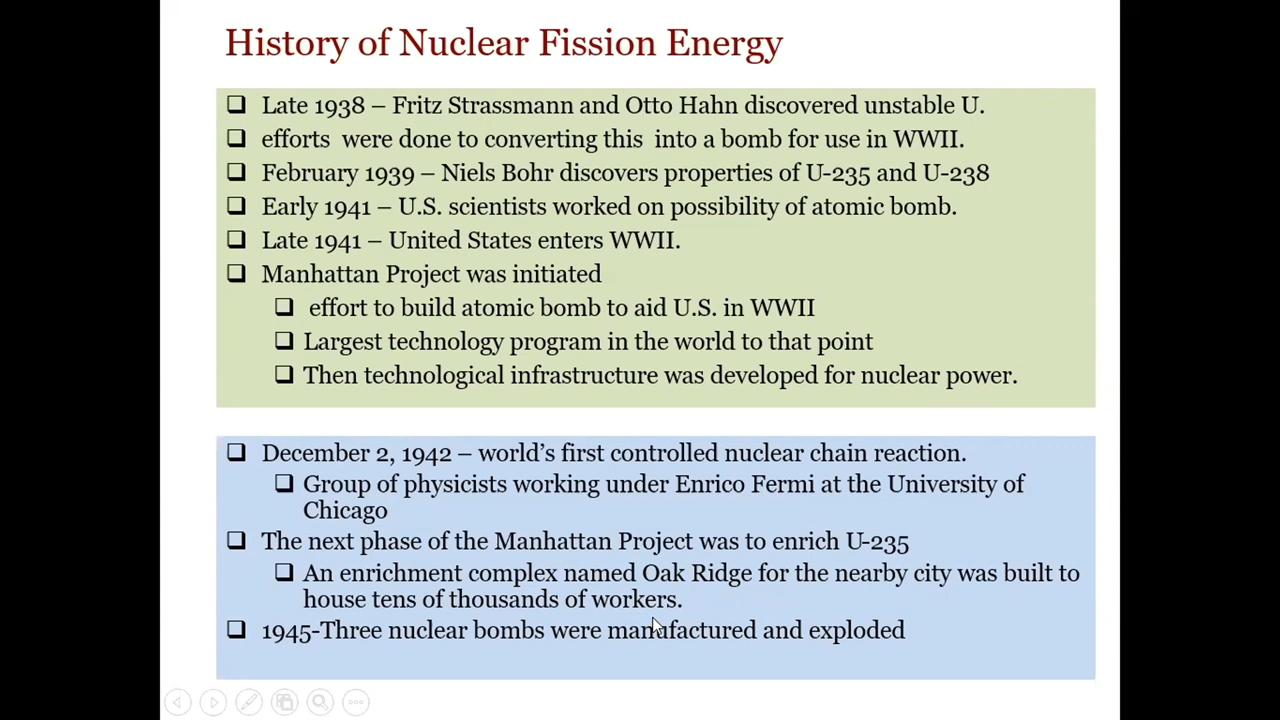 History of Nuclear Fission Energy
❑ Late 1938 – Fritz Strassmann and Otto Hahn discovered unstable U.
❑ efforts were done to converting this into a bomb for use in WWII.
❑ February 1939 – Niels Bohr discovers properties of U-235 and U-238
❑ Early 1941 – U.S. scientists worked on possibility of atomic bomb.
❑ Late 1941 – United States enters WWII.
❑ Manhattan Project was initiated
❑ effort to build atomic bomb to aid U.S. in WWII
❑ Largest technology program in the world to that point
❑ Then technological infrastructure was developed for nuclear power.
❑ December 2, 1942 – world’s first controlled nuclear chain reaction.
❑ Group of physicists working under Enrico Fermi at the University of
Chicago
❑ The next phase of the Manhattan Project was to enrich U-235
❑ An enrichment complex named Oak Ridge for the nearby city was built to
house tens of thousands of workers.
❑ 1945-Three nuclear bombs were manufactured and exploded